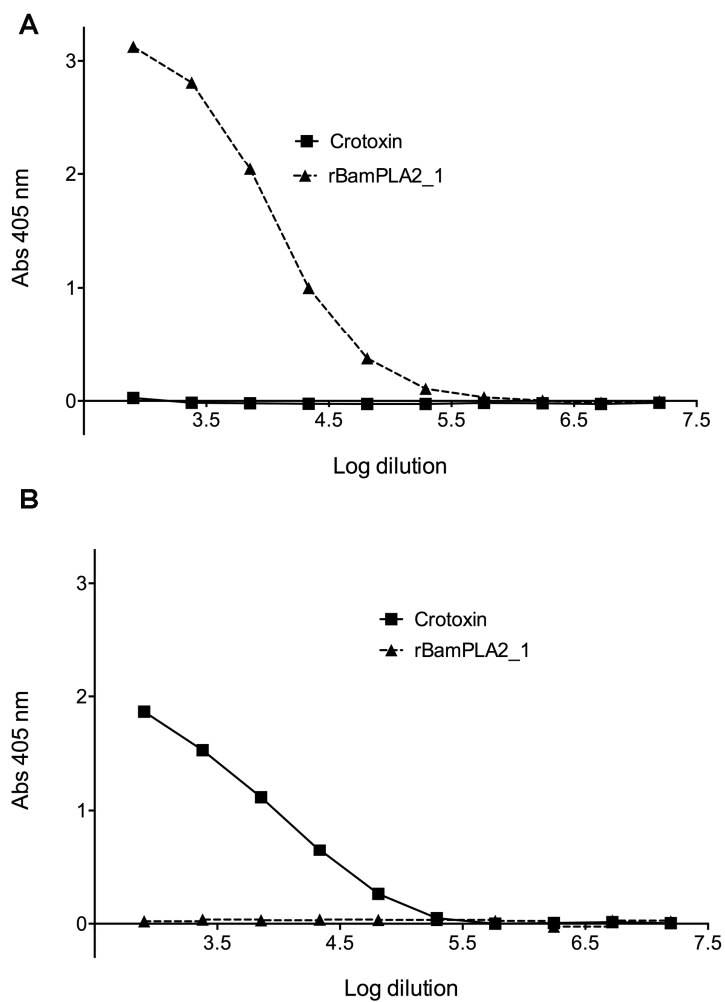 A
3
2
1
0
Abs 405 nm
Crotoxin
rBamPLA2_1
3.5 4.5 5.5 6.5 7.5
Log dilution
B
3
2
1
0
Abs 405 nm
Crotoxin
rBamPLA2_1
3.5 4.5 5.5 6.5 7.5
Log dilution